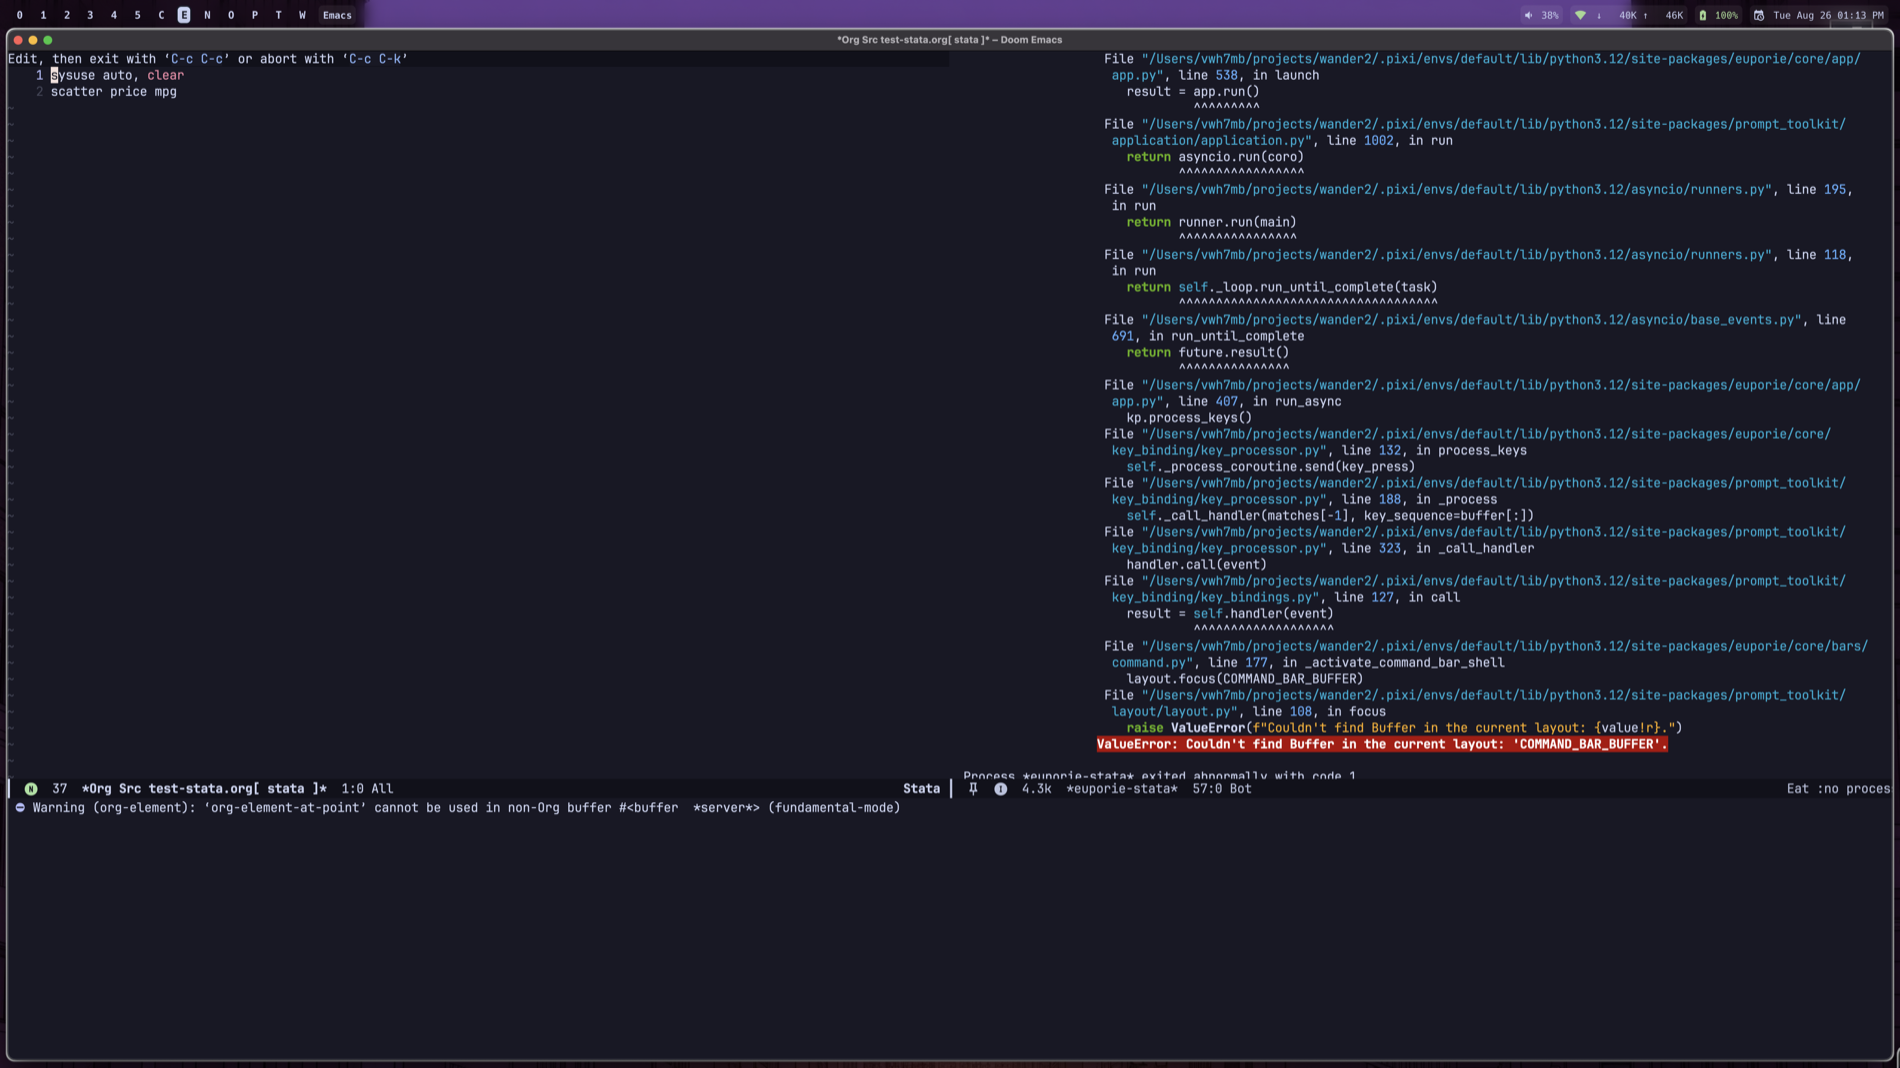 0 1 2 3 4 5 C E N O P T W Emacs
38% ↓ 40K ↑ 46K 100% Tue Aug 26 01:13 PM
*Org Src test-stata.org[ stata ]* – Doom Emacs
Edit, then exit with ‘C-c C-c’ or abort with ‘C-c C-k’
1 sysuse auto, clear
2 scatter price mpg
File "/Users/vwh7mb/projects/wander2/.pixi/envs/default/lib/python3.12/site-packages/euporie/core/app/
app.py", line 538, in launch
result = app.run()
^^^^^^^^^
File "/Users/vwh7mb/projects/wander2/.pixi/envs/default/lib/python3.12/site-packages/prompt_toolkit/
application/application.py", line 1002, in run
return asyncio.run(coro)
^^^^^^^^^^^^^^^^^
File "/Users/vwh7mb/projects/wander2/.pixi/envs/default/lib/python3.12/asyncio/runners.py", line 195,
in run
return runner.run(main)
^^^^^^^^^^^^^^^^
File "/Users/vwh7mb/projects/wander2/.pixi/envs/default/lib/python3.12/asyncio/runners.py", line 118,
in run
return self._loop.run_until_complete(task)
^^^^^^^^^^^^^^^^^^^^^^^^^^^^^^^^^^^
File "/Users/vwh7mb/projects/wander2/.pixi/envs/default/lib/python3.12/asyncio/base_events.py", line
691, in run_until_complete
return future.result()
^^^^^^^^^^^^^^^
File "/Users/vwh7mb/projects/wander2/.pixi/envs/default/lib/python3.12/site-packages/euporie/core/app/
app.py", line 407, in run_async
kp.process_keys()
File "/Users/vwh7mb/projects/wander2/.pixi/envs/default/lib/python3.12/site-packages/euporie/core/
key_binding/key_processor.py", line 132, in process_keys
self._process_coroutine.send(key_press)
File "/Users/vwh7mb/projects/wander2/.pixi/envs/default/lib/python3.12/site-packages/prompt_toolkit/
key_binding/key_processor.py", line 188, in _process
self._call_handler(matches[-1], key_sequence=buffer[:])
File "/Users/vwh7mb/projects/wander2/.pixi/envs/default/lib/python3.12/site-packages/prompt_toolkit/
key_binding/key_processor.py", line 323, in _call_handler
handler.call(event)
File "/Users/vwh7mb/projects/wander2/.pixi/envs/default/lib/python3.12/site-packages/prompt_toolkit/
key_binding/key_bindings.py", line 127, in call
result = self.handler(event)
^^^^^^^^^^^^^^^^^^^
File "/Users/vwh7mb/projects/wander2/.pixi/envs/default/lib/python3.12/site-packages/euporie/core/bars/
command.py", line 177, in _activate_command_bar_shell
layout.focus(COMMAND_BAR_BUFFER)
File "/Users/vwh7mb/projects/wander2/.pixi/envs/default/lib/python3.12/site-packages/prompt_toolkit/
layout/layout.py", line 108, in focus
raise ValueError(f"Couldn't find Buffer in the current layout: {value!r}.")
ValueError: Couldn't find Buffer in the current layout: 'COMMAND_BAR_BUFFER'.
Process *euporie-stata* exited abnormally with code 1
N 37 *Org Src test-stata.org[ stata ]* 1:0 All Stata
4.3k *euporie-stata* 57:0 Bot Eat :no proces
Warning (org-element): ‘org-element-at-point’ cannot be used in non-Org buffer #<buffer  *server*> (fundamental-mode)